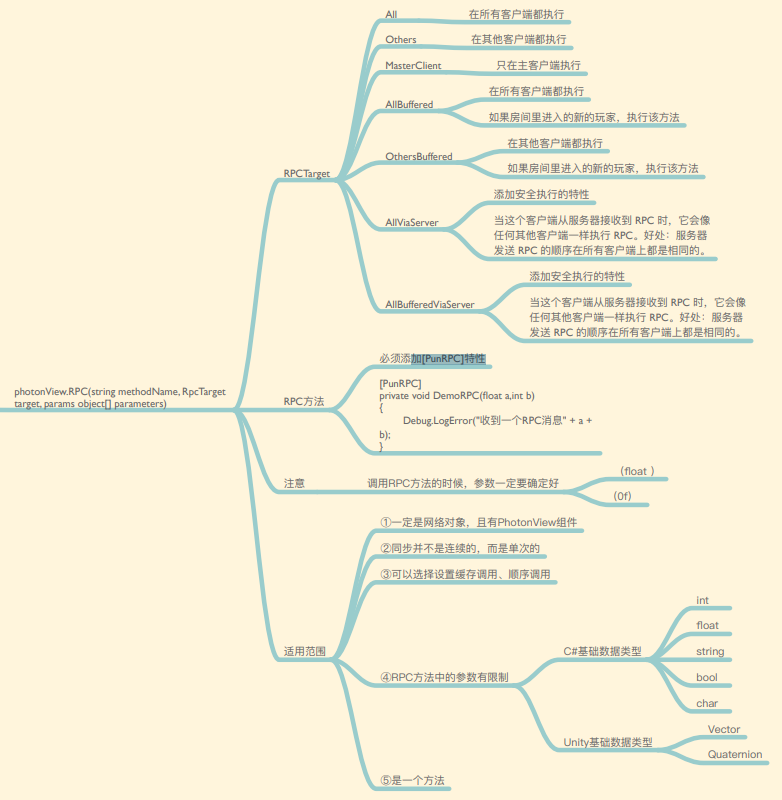 photonView.RPC(string methodName, RpcTarget
target, params object[] parameters)
RPCTarget
All
在所有客户端都执行
Others
在其他客户端都执行
MasterClient
只在主客户端执行
AllBuffered
在所有客户端都执行
如果房间里进入的新的玩家，执行该方法
OthersBuffered
在其他客户端都执行
如果房间里进入的新的玩家，执行该方法
AllViaServer
添加安全执行的特性
当这个客户端从服务器接收到 RPC 时，它会像
任何其他客户端一样执行 RPC。好处：服务器
发送 RPC 的顺序在所有客户端上都是相同的。
AllBufferedViaServer
添加安全执行的特性
当这个客户端从服务器接收到 RPC 时，它会像
任何其他客户端一样执行 RPC。好处：服务器
发送 RPC 的顺序在所有客户端上都是相同的。
RPC方法
必须添加[PunRPC]特性
[PunRPC]
private void DemoRPC(float a,int b)
{
Debug.LogError("收到一个RPC消息" + a +
b);
}
注意
调用RPC方法的时候，参数一定要确定好
（float ）
（0f）
适用范围
①一定是网络对象，且有PhotonView组件
②同步并不是连续的，而是单次的
③可以选择设置缓存调用、顺序调用
④RPC方法中的参数有限制
C#基础数据类型
int
float
string
bool
char
Unity基础数据类型
Vector
Quaternion
⑤是一个方法